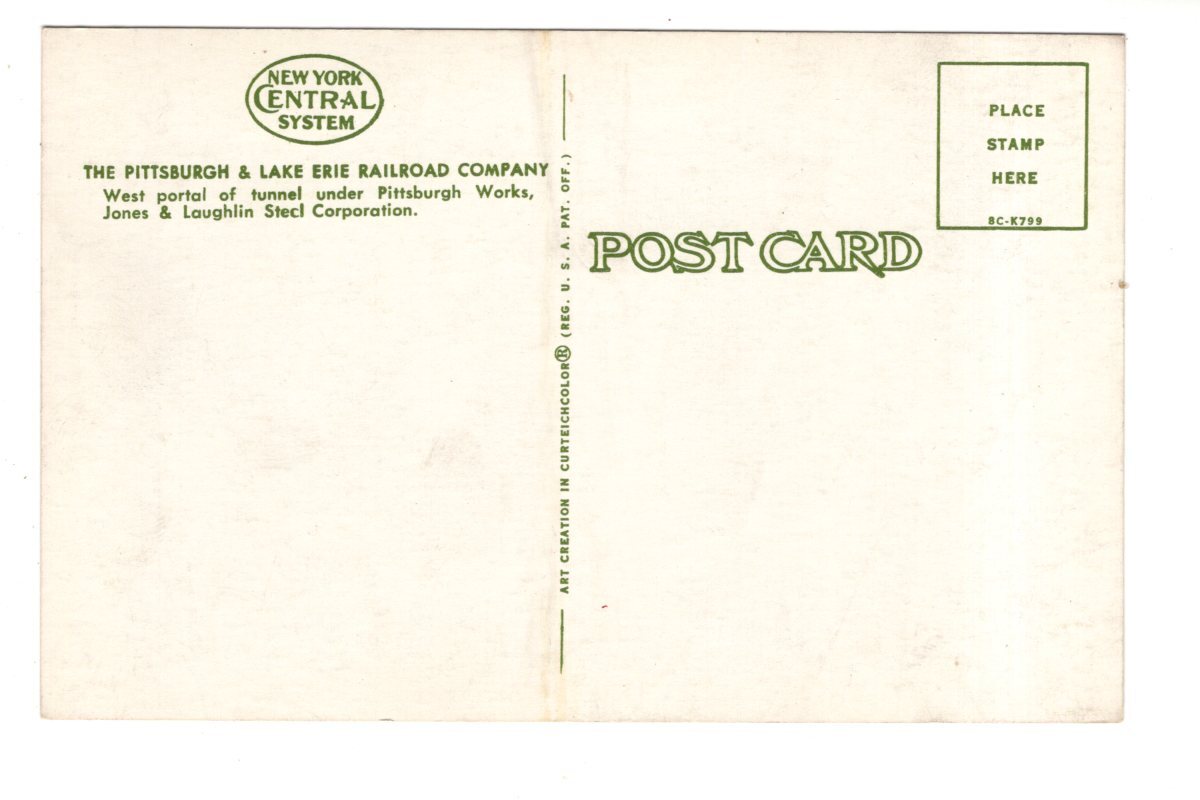 NEW YORK
CENTRAL
SYSTEM
THE PITTSBURGH & LAKE ERIE RAILROAD COMPANY
West portal of tunnel under Pittsburgh Works,
Jones & Laughlin Steel Corporation.
ART CREATION IN CURTEICHCOLOR® (REG. U. S. A. PAT. OFF.)
POST CARD
PLACE
STAMP
HERE
8C-K799